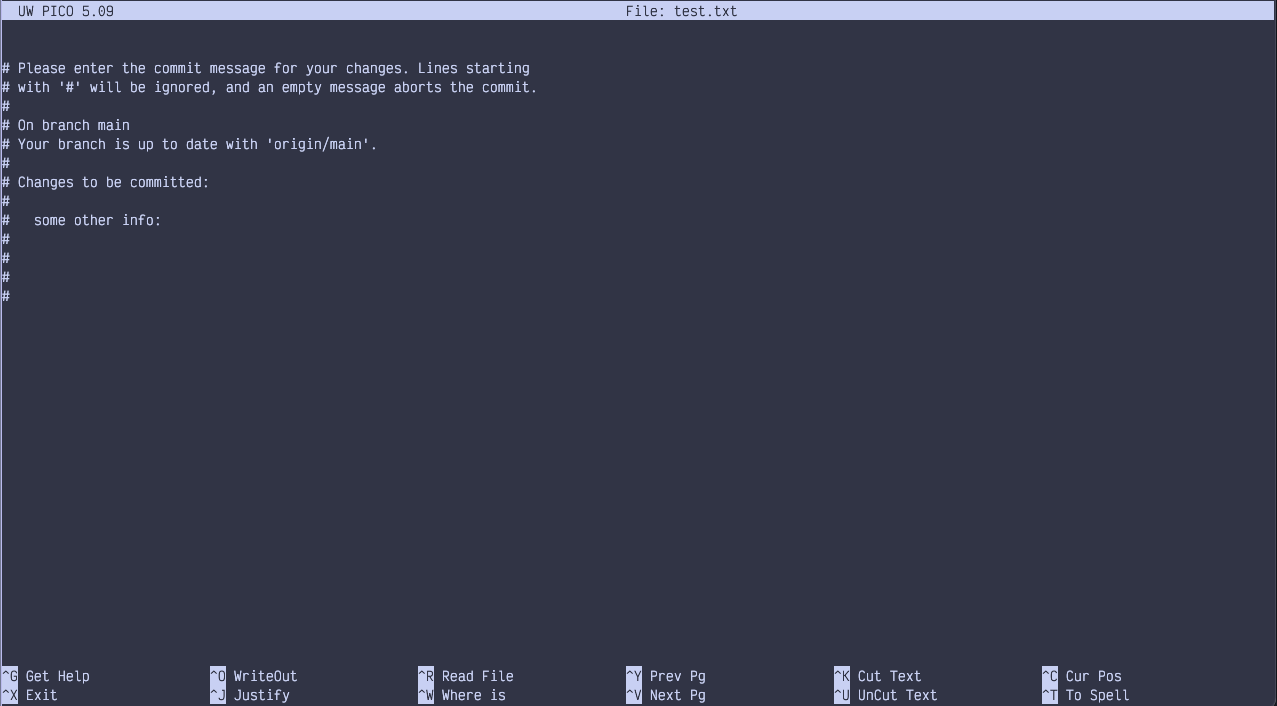 UW PICO 5.09 File: test.txt
# Please enter the commit message for your changes. Lines starting
# with '#' will be ignored, and an empty message aborts the commit.
#
# On branch main
# Your branch is up to date with 'origin/main'.
#
# Changes to be committed:
#
#   some other info:
#
#
#
#
^G Get Help ^O WriteOut ^R Read File ^Y Prev Pg ^K Cut Text ^C Cur Pos
^X Exit ^J Justify ^W Where is ^V Next Pg ^U UnCut Text ^T To Spell